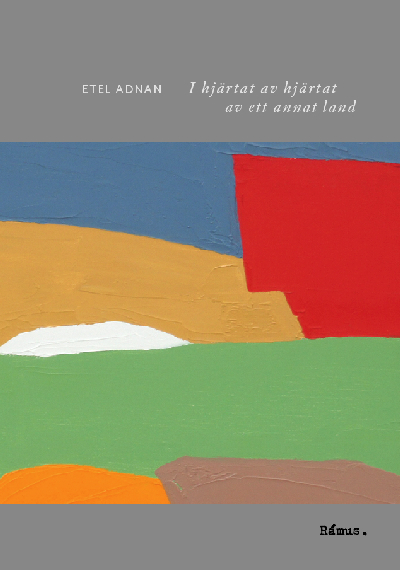 ETEL ADNAN
I hjärtat av hjärtat
av ett annat land
Rámus.